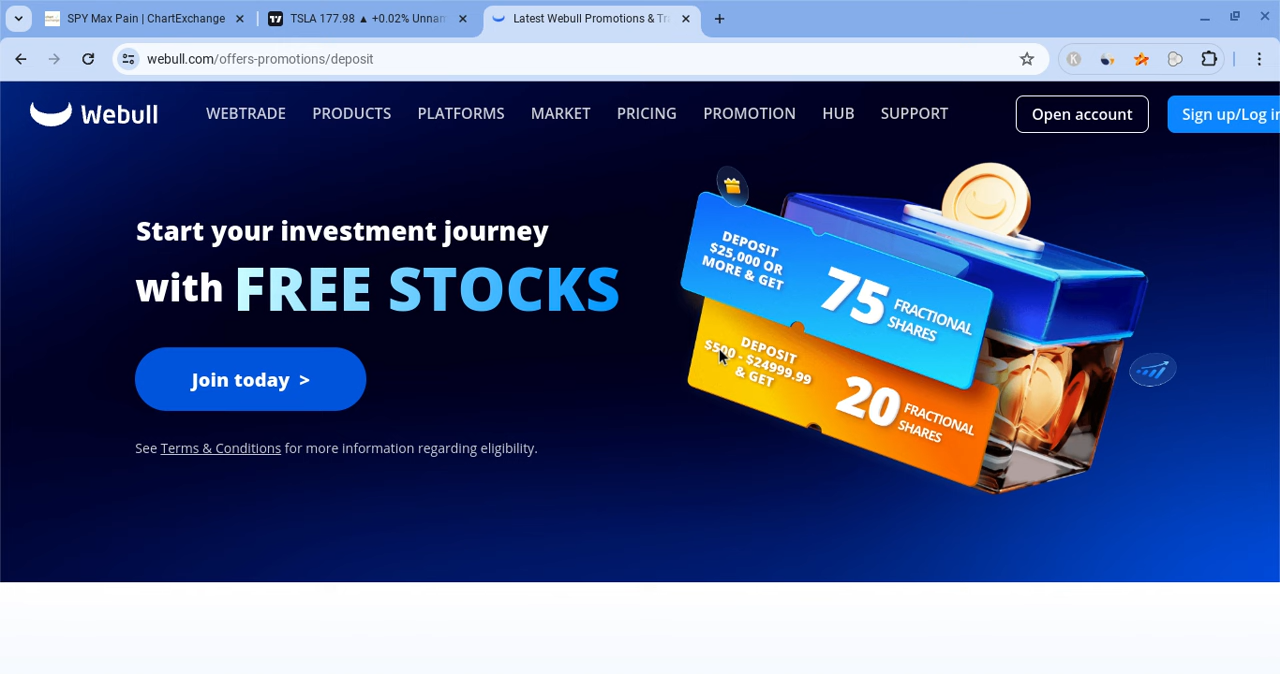 SPY Max Pain | ChartExchange
TSLA 177.98 ▲ +0.02% Unnam
Latest Webull Promotions & Tr
webull.com/offers-promotions/deposit
K
Webull
WEBTRADE
PRODUCTS
PLATFORMS
MARKET
PRICING
PROMOTION
HUB
SUPPORT
Open account
Sign up/Log in
Start your investment journey
with FREE STOCKS
Join today >
See Terms & Conditions for more information regarding eligibility.
DEPOSIT
$25,000 OR
MORE & GET
75
FRACTIONAL
SHARES
DEPOSIT
$500 - $24999.99
& GET
20
FRACTIONAL
SHARES